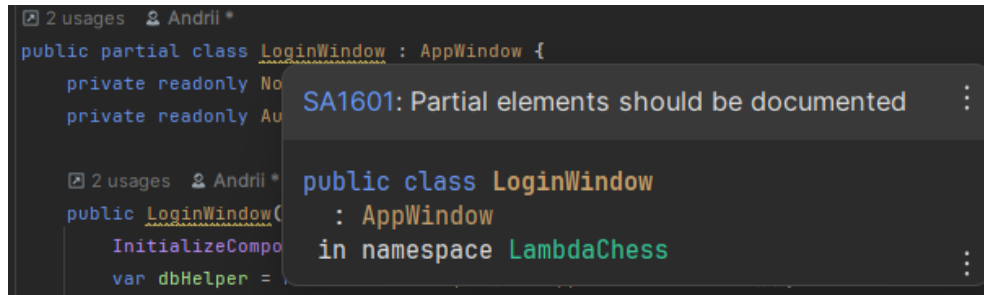 2 usages Andrii *
public partial class LoginWindow : AppWindow {
private readonly No
private readonly Au
SA1601: Partial elements should be documented
public class LoginWindow
: AppWindow
in namespace LambdaChess
2 usages Andrii *
public LoginWindow(
InitializeCompo
var dbHelper =